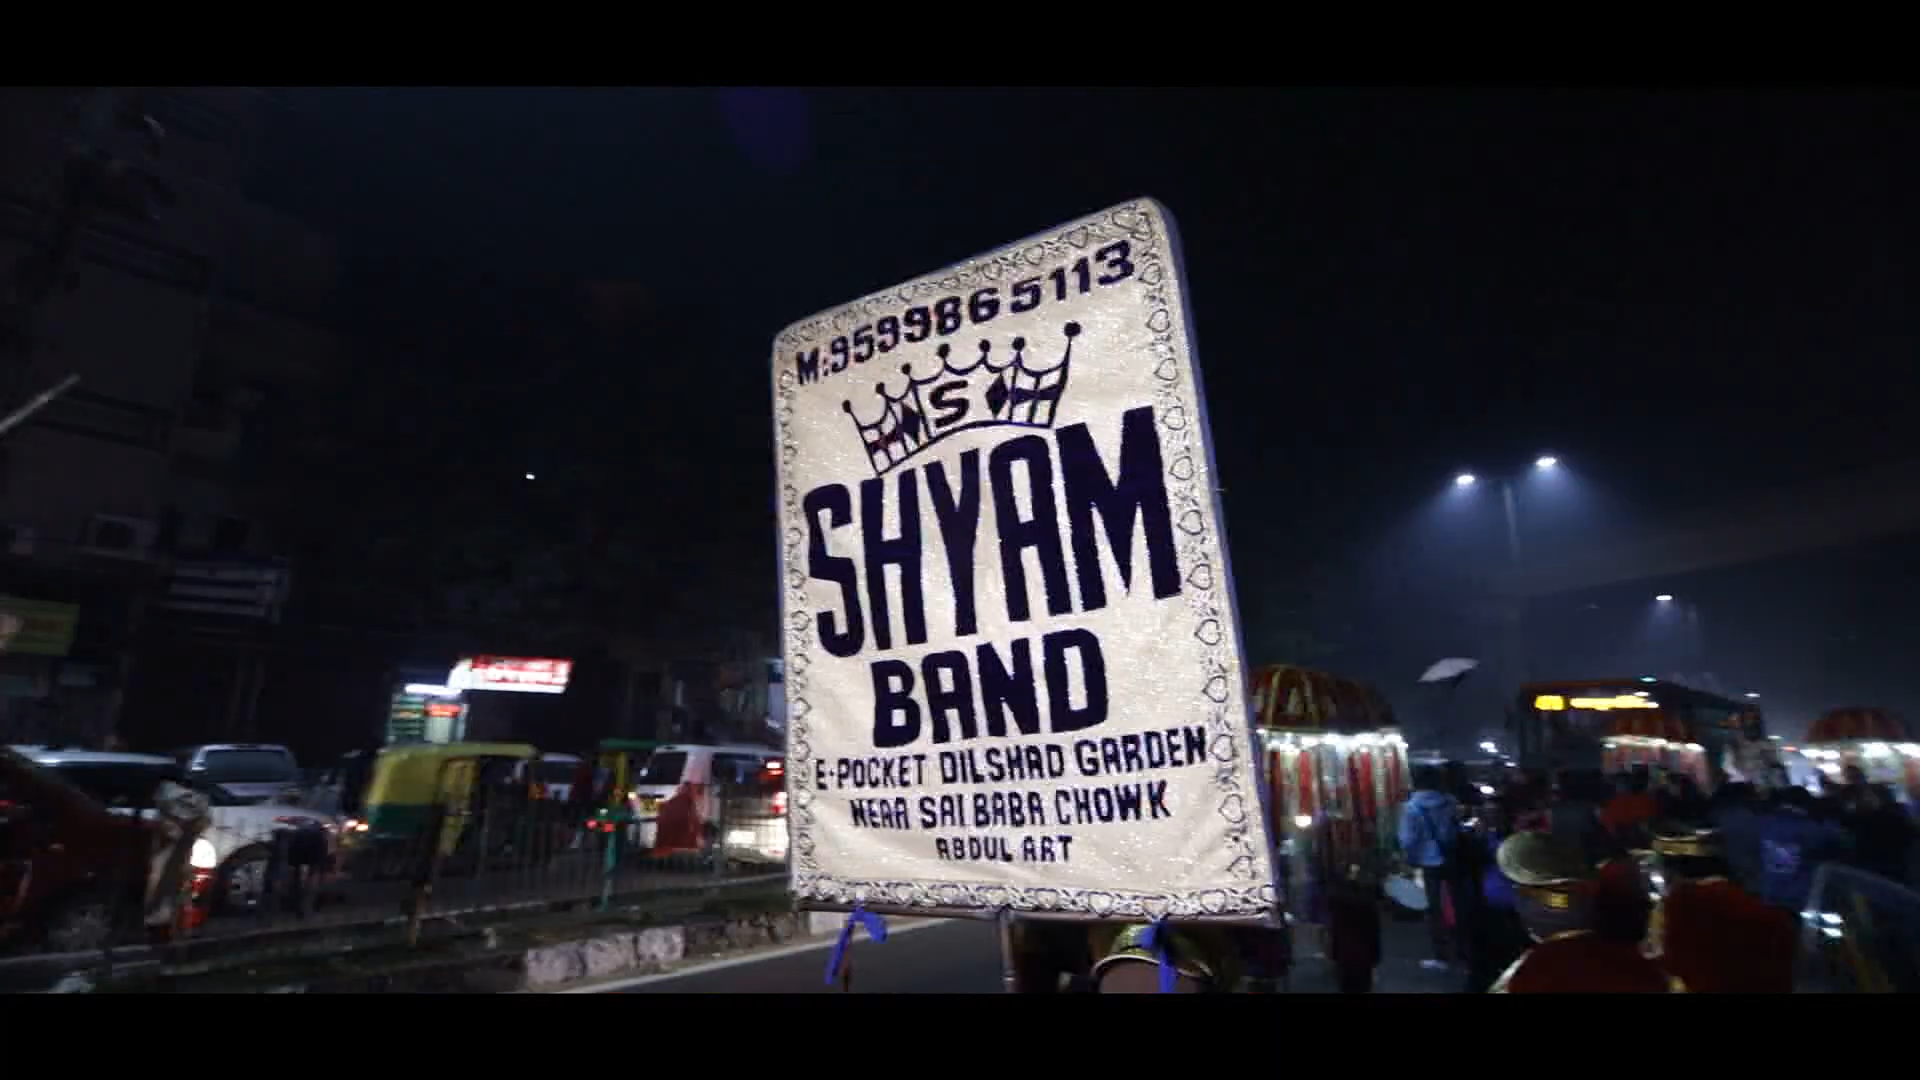 M:9599865113
S
SHYAM
BAND
E-POCKET DILSHAD GARDEN
NEAR SAI BABA CHOWK
ABDUL ART